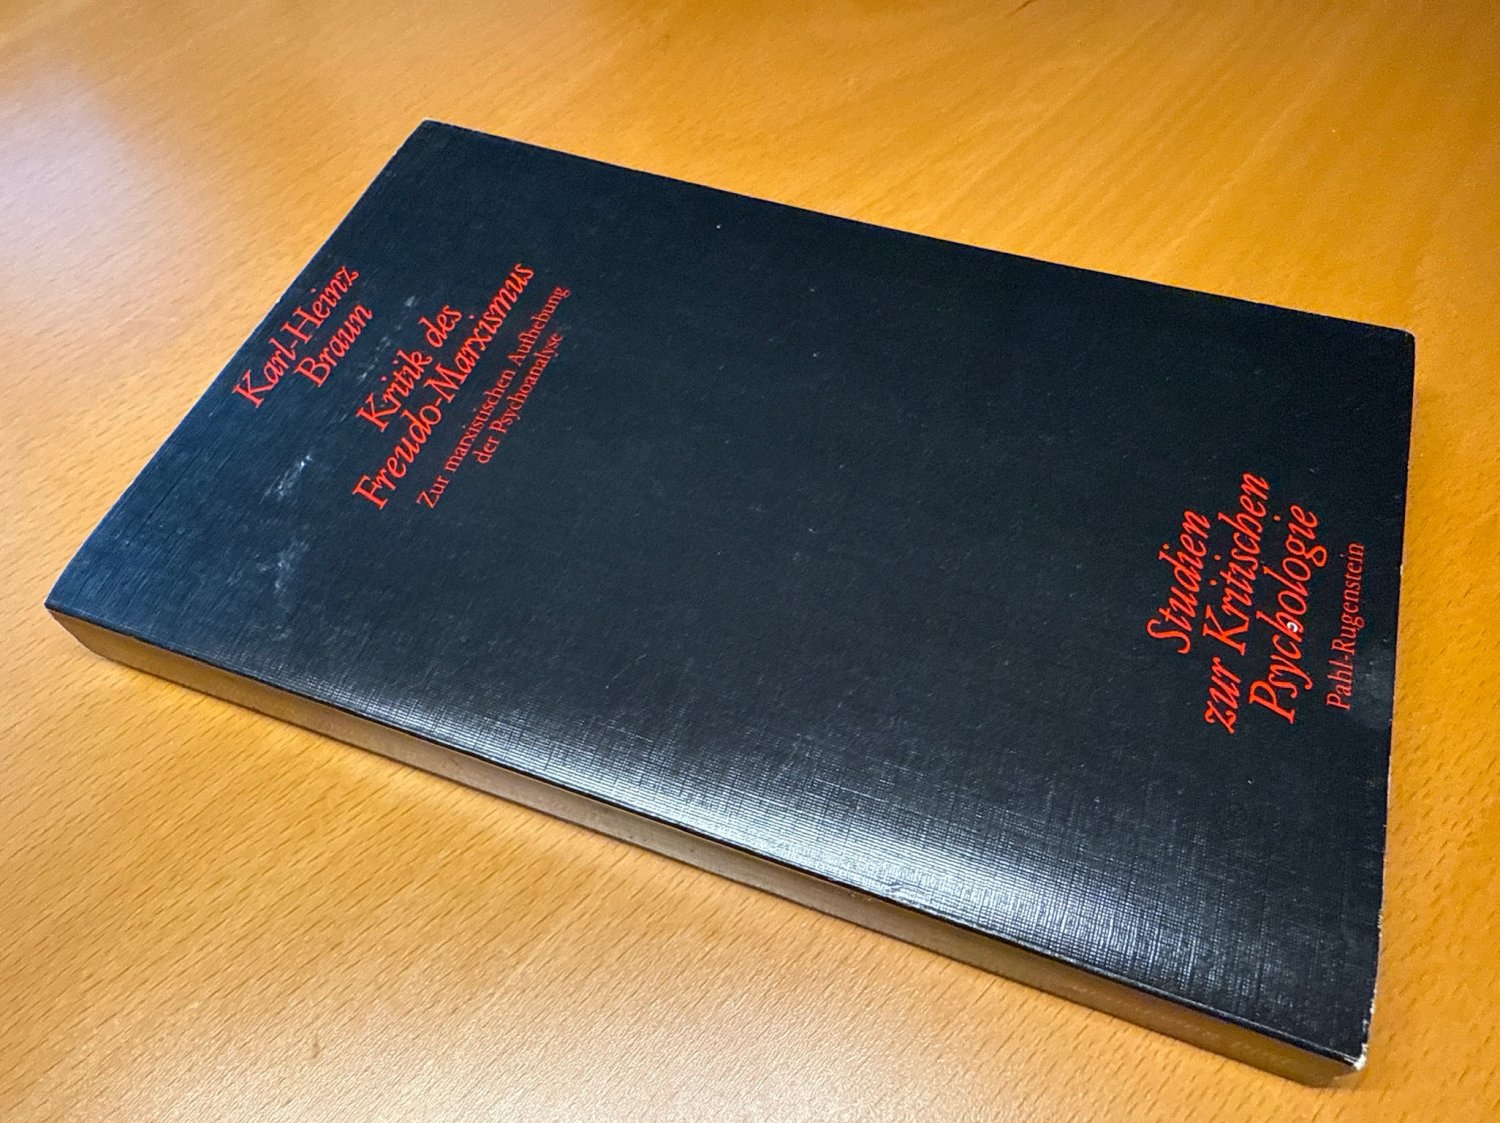 Karl-Heinz
Braun
Kritik des
Freudo-Marxismus
Zur marxistischen Aufhebung
der Psychoanalyse
Studien
zur Kritischen
Psychologie
Pahl-Rugenstein